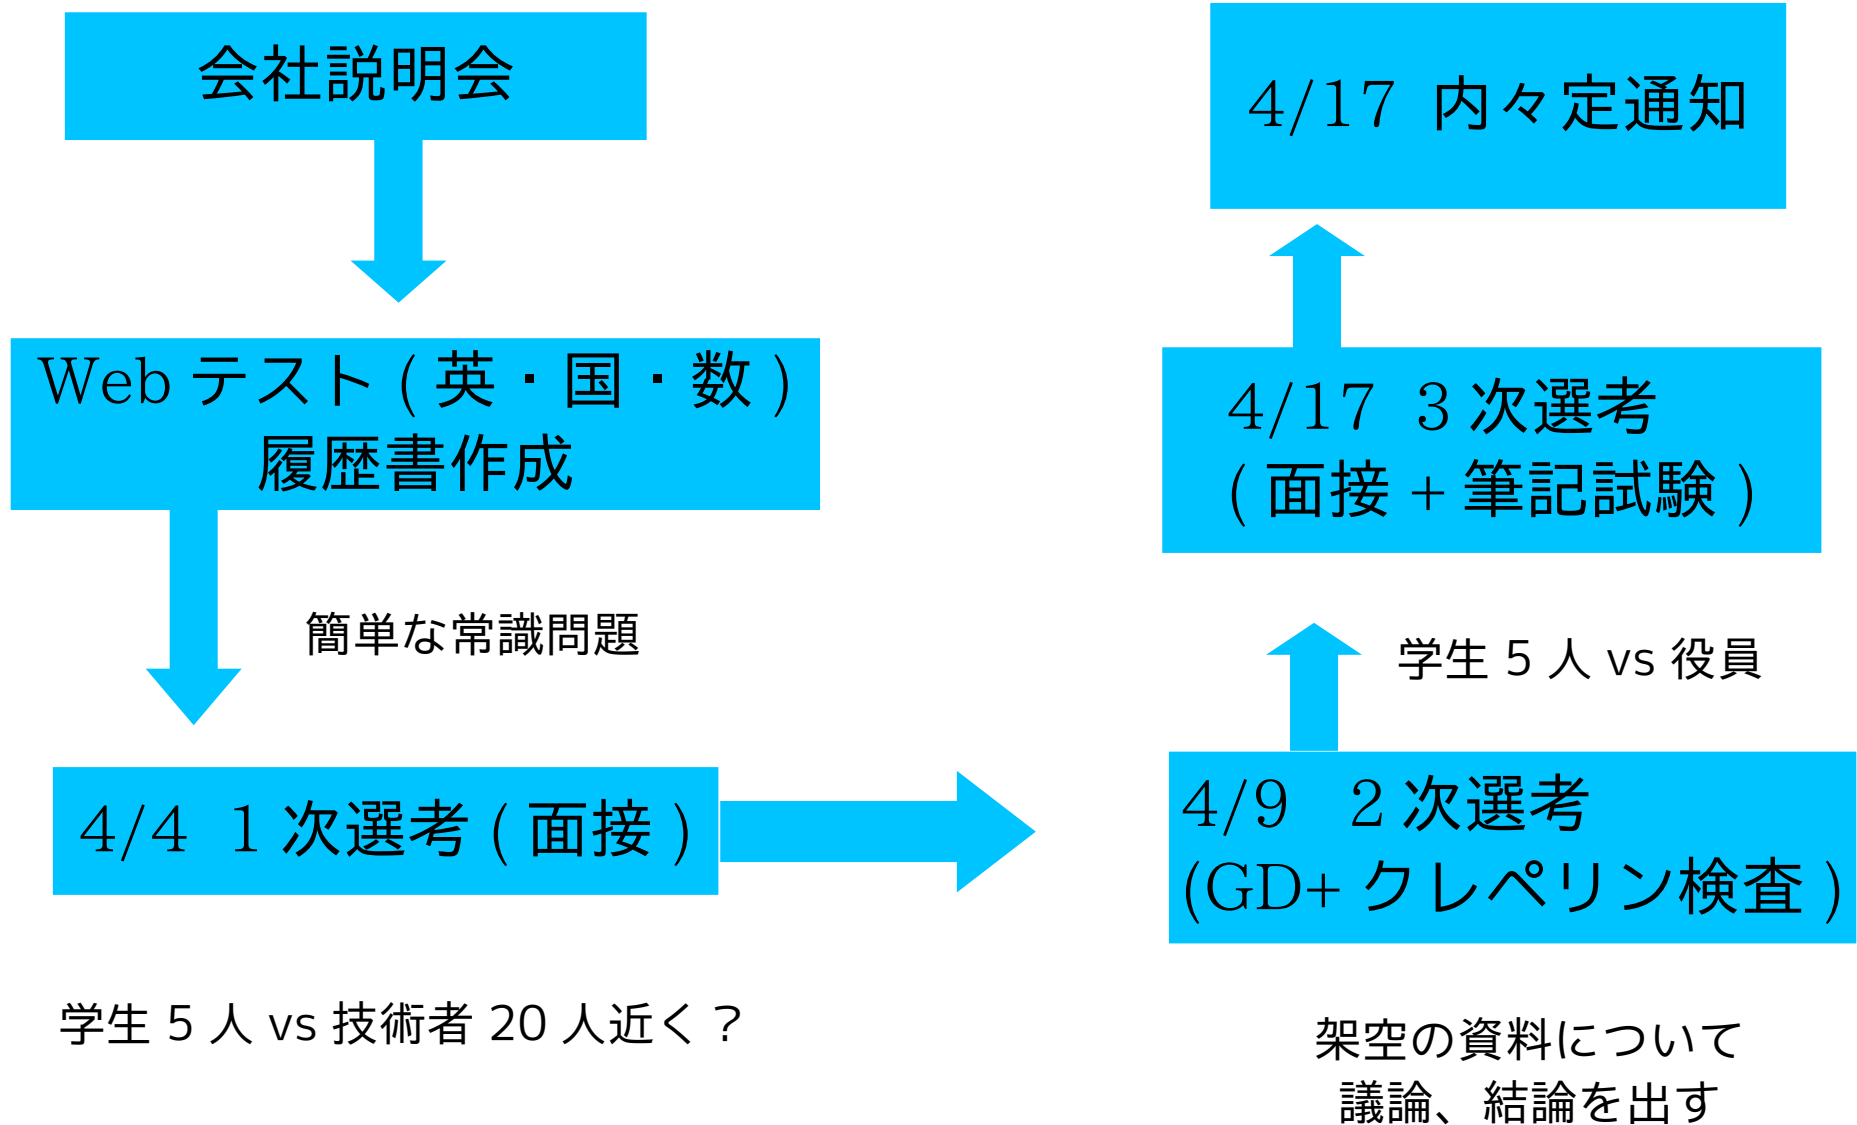 会社説明会
Webテスト(英・国・数)
履歴書作成
簡単な常識問題
4/4 1次選考(面接)
学生5人 vs 技術者20人近く？
4/9 2次選考
(GD+クレペリン検査)
架空の資料について
議論、結論を出す
学生5人 vs 役員
4/17 3次選考
(面接+筆記試験)
4/17 内々定通知